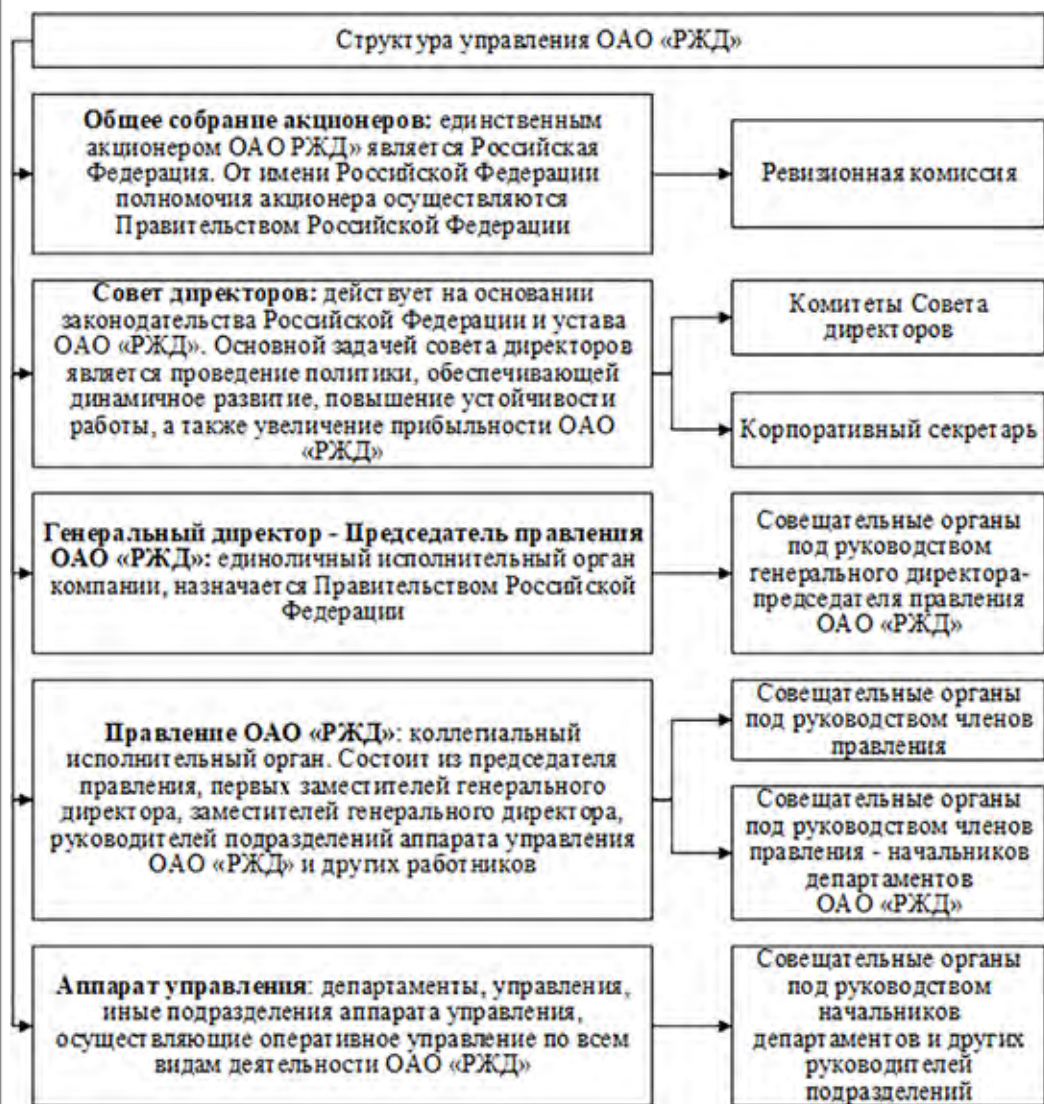 Структура управления ОАО «РЖД»
Общее собрание акционеров: единственным
акционером ОАО РЖД» является Российская
Федерация. От имени Российской Федерации
полномочия акционера осуществляются
Правительством Российской Федерации
Ревизионная комиссия
Совет директоров: действует на основании
законодательства Российской Федерации и устава
ОАО «РЖД». Основной задачей совета директоров
является проведение политики, обеспечивающей
динамичное развитие, повышение устойчивости
работы, а также увеличение прибыльности ОАО
«РЖД»
Комитеты Совета
директоров
Корпоративный секретарь
Генеральный директор - Председатель правления
ОАО «РЖД»: единоличный исполнительный орган
компании, назначается Правительством Российской
Федерации
Совещательные органы
под руководством
генерального директора-
председателя правления
ОАО «РЖД»
Правление ОАО «РЖД»: коллегиальный
исполнительный орган. Состоит из председателя
правления, первых заместителей генерального
директора, заместителей генерального директора,
руководителей подразделений аппарата управления
ОАО «РЖД» и других работников
Совещательные органы
под руководством членов
правления
Совещательные органы
под руководством членов
правления - начальников
департаментов
ОАО «РЖД»
Аппарат управления: департаменты, управления,
иные подразделения аппарата управления,
осуществляющие оперативное управление по всем
видам деятельности ОАО «РЖД»
Совещательные органы
под руководством
начальников
департаментов и других
руководителей
подразделений